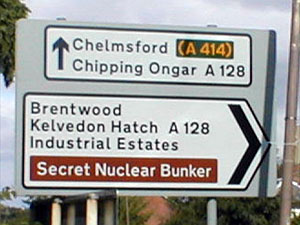 Chelmsford (A 414)
Chipping Ongar A 128
Brentwood
Kelvedon Hatch A 128
Industrial Estates
Secret Nuclear Bunker